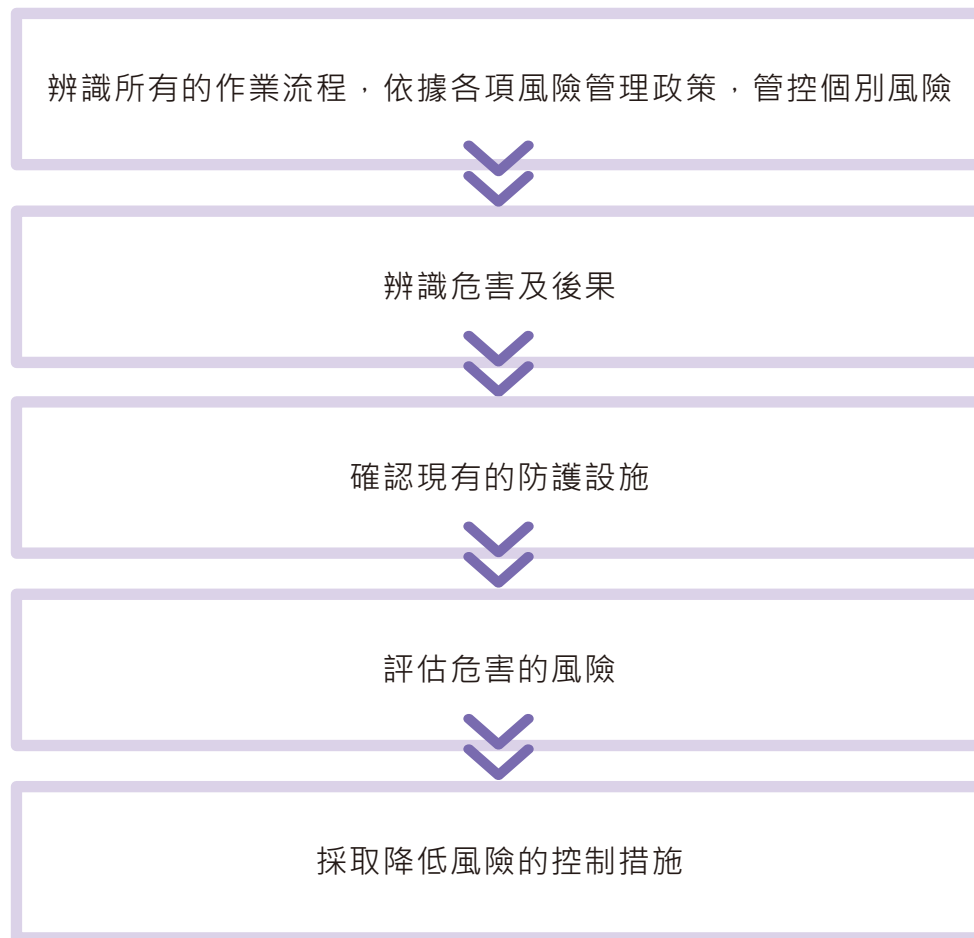 辨識所有的作業流程，依據各項風險管理政策，管控個別風險
辨識危害及後果
確認現有的防護設施
評估危害的風險
採取降低風險的控制措施